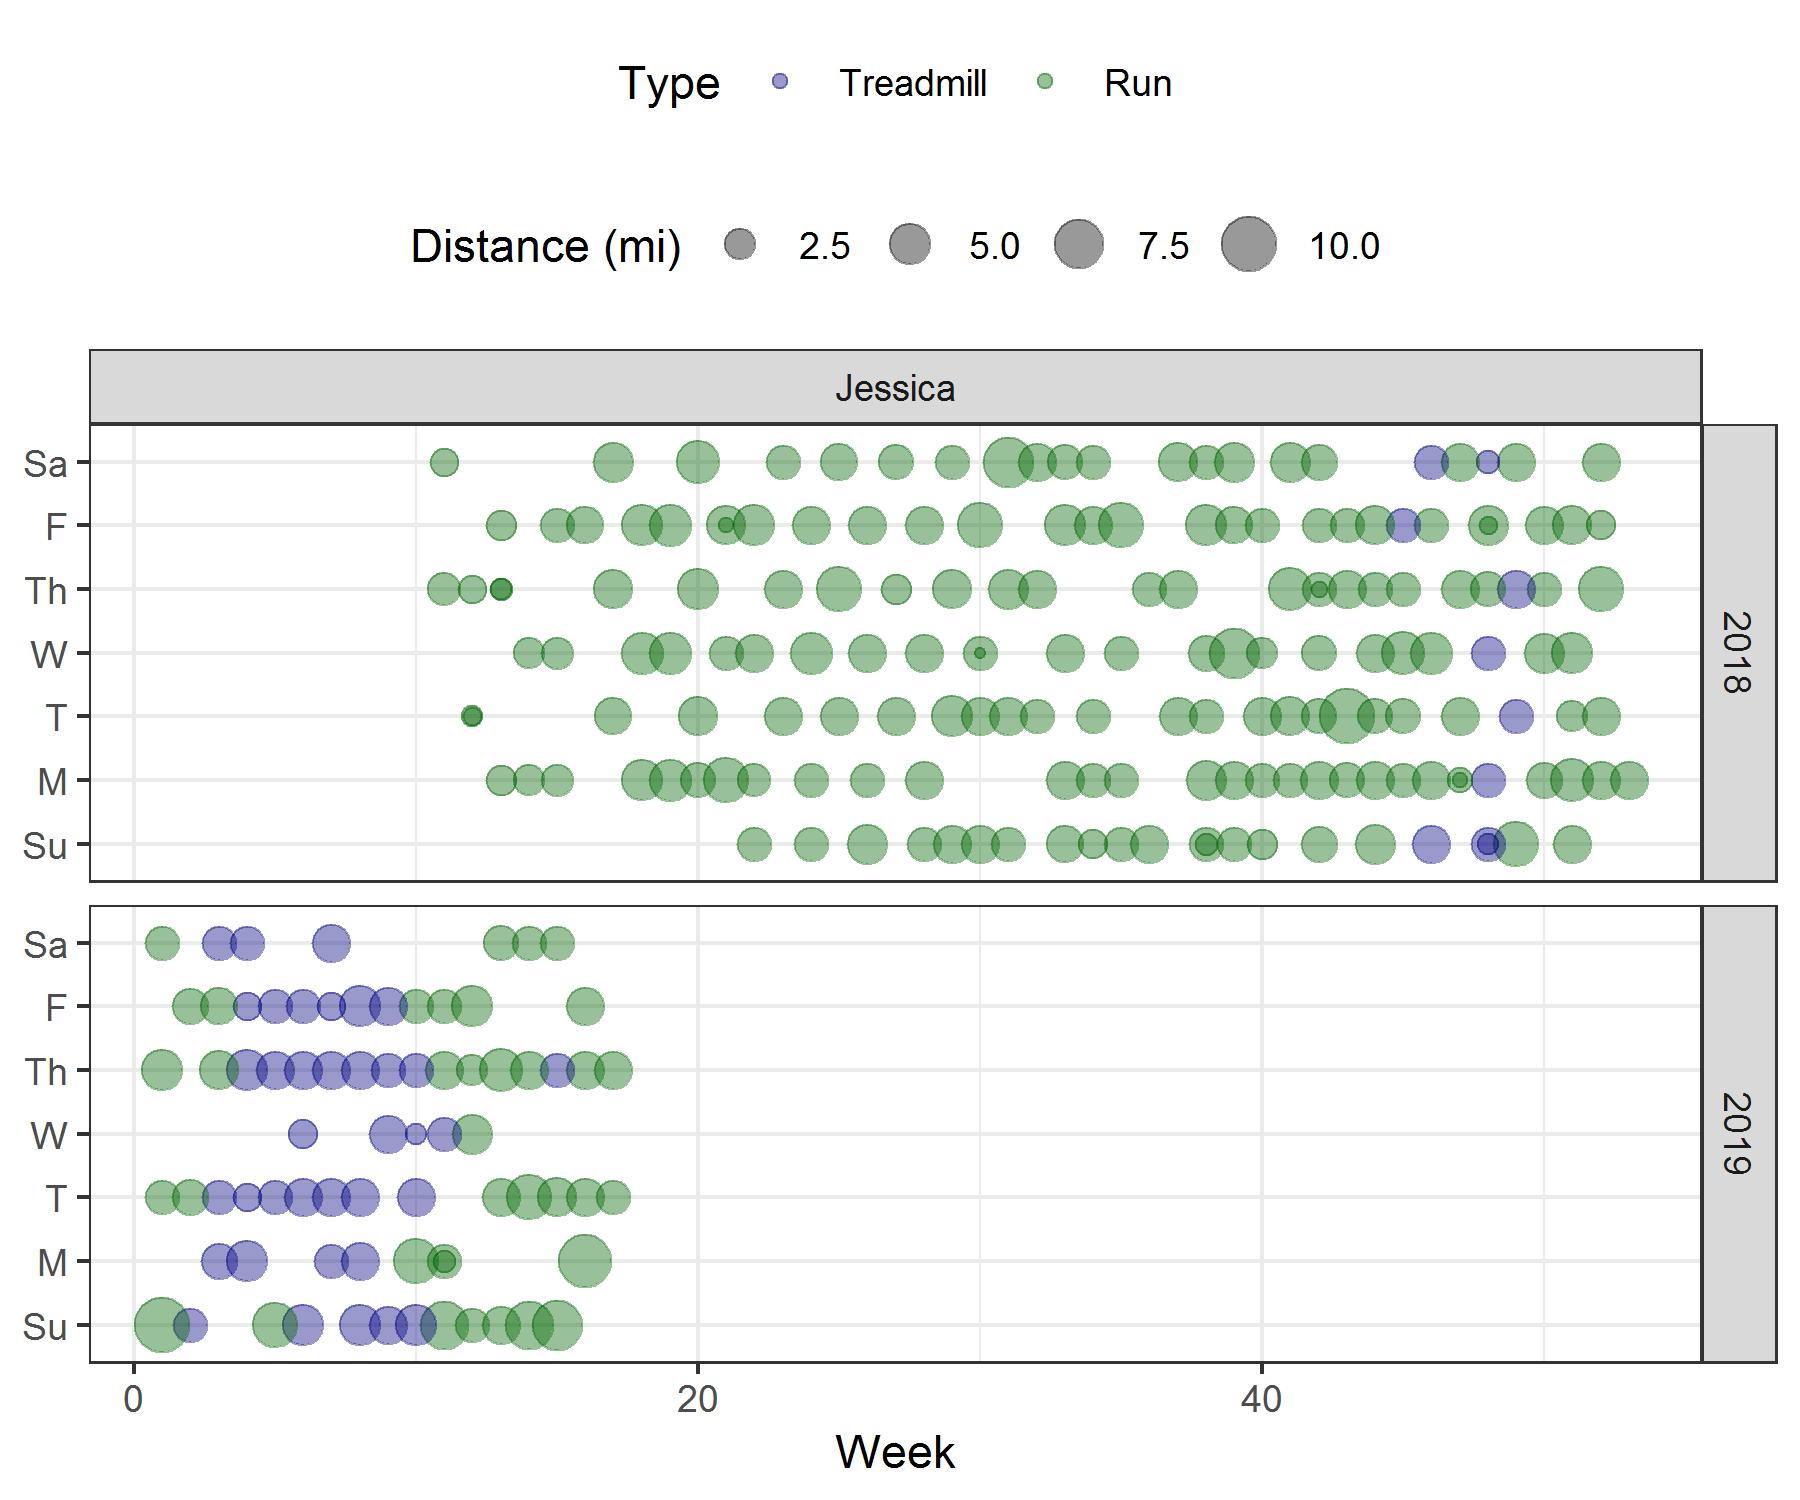 Type Treadmill Run
Distance (mi) 2.5 5.0 7.5 10.0
Jessica
Sa
F
Th
W
T
M
Su
2018
Sa
F
Th
W
T
M
Su
2019
0 20 40
Week